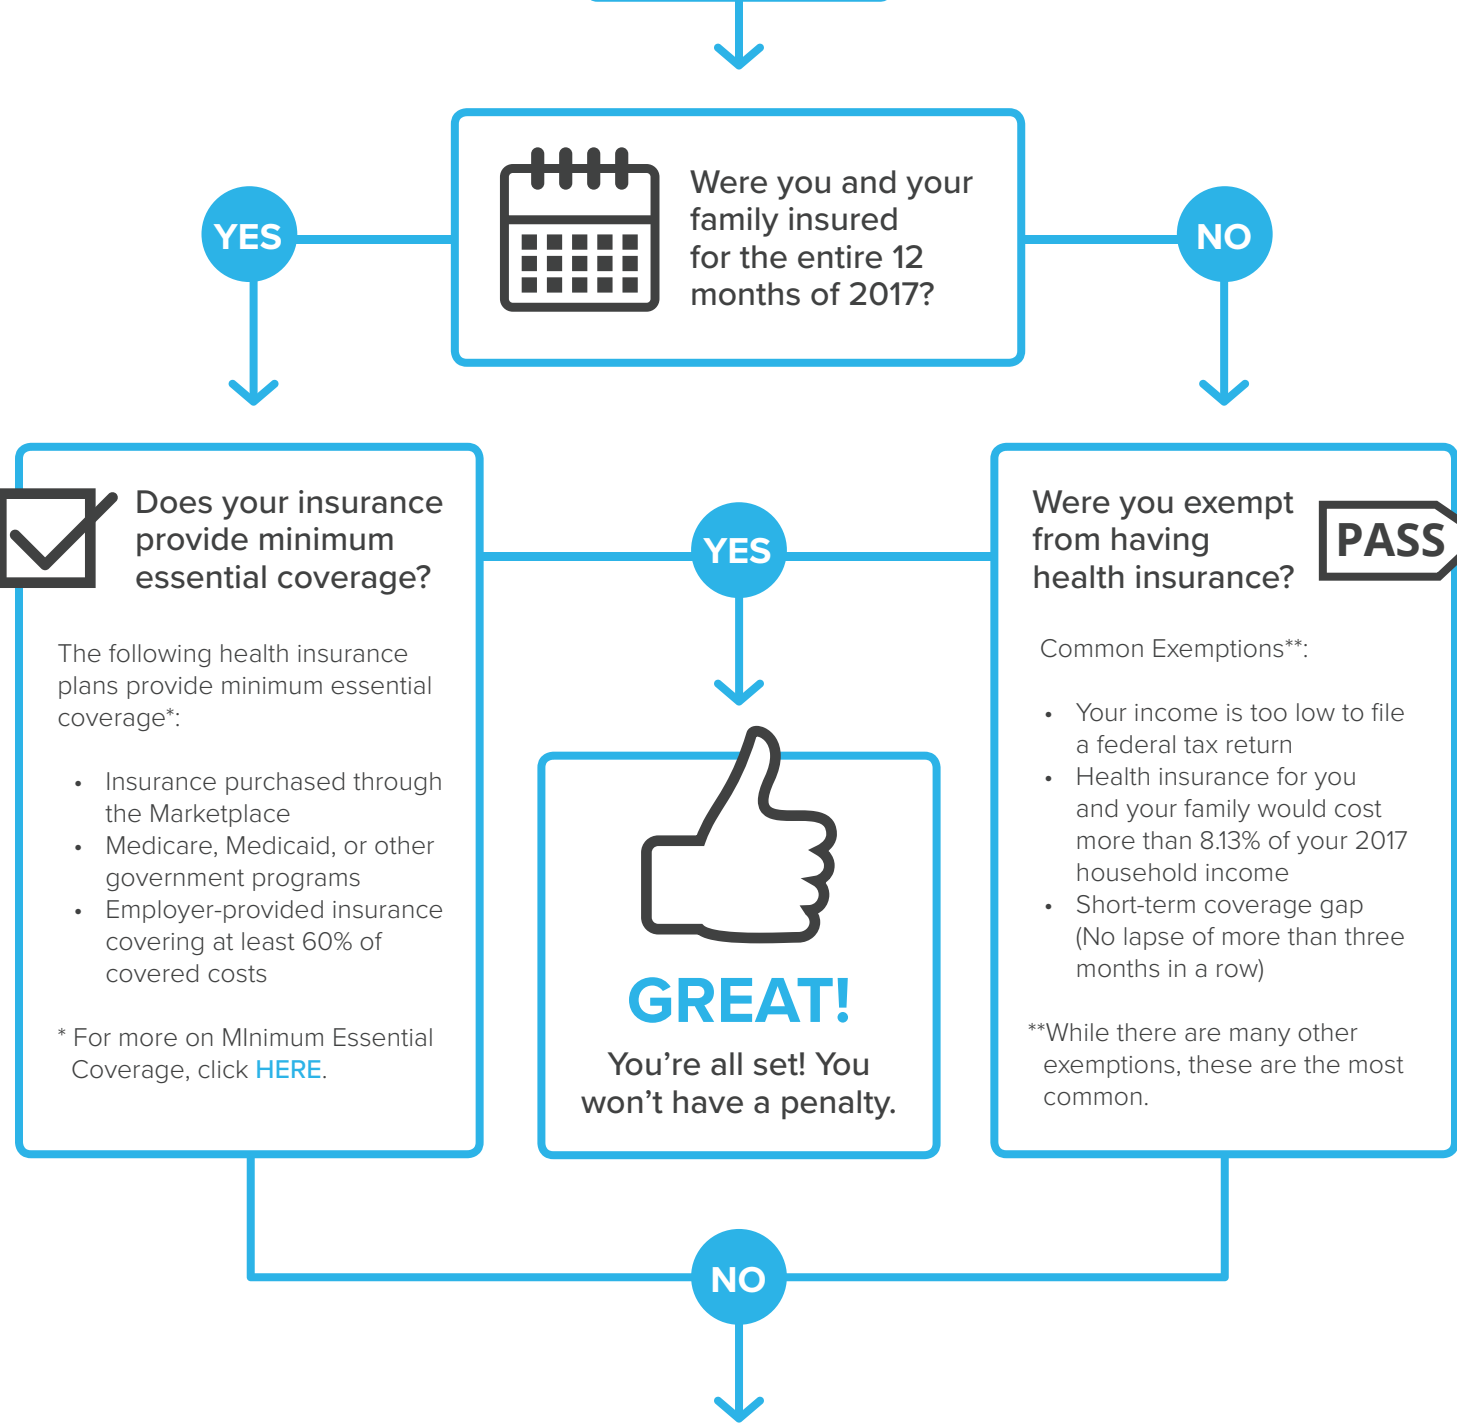 Were you and your
family insured
for the entire 12
months of 2017?
YES
NO
Does your insurance
provide minimum
essential coverage?
The following health insurance
plans provide minimum essential
coverage*:
• Insurance purchased through
the Marketplace
• Medicare, Medicaid, or other
government programs
• Employer-provided insurance
covering at least 60% of
covered costs
* For more on MInimum Essential
Coverage, click HERE.
YES
GREAT!
You’re all set! You
won’t have a penalty.
Were you exempt
from having
health insurance?
PASS
Common Exemptions**:
• Your income is too low to file
a federal tax return
• Health insurance for you
and your family would cost
more than 8.13% of your 2017
household income
• Short-term coverage gap
(No lapse of more than three
months in a row)
**While there are many other
exemptions, these are the most
common.
NO